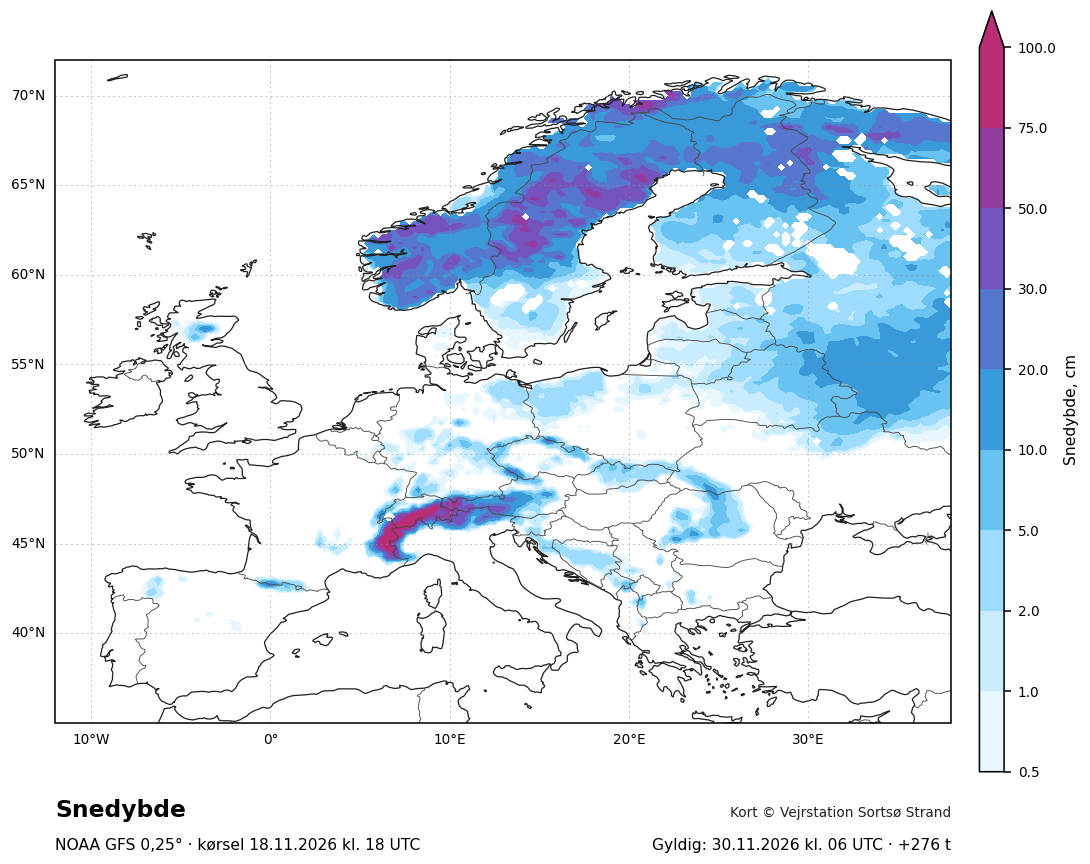 100.0
75.0
50.0
30.0
20.0
10.0
5.0
2.0
1.0
0.5
Snedybde, cm
70°N
65°N
60°N
55°N
50°N
45°N
40°N
10°W 0° 10°E 20°E 30°E
Snedybde
Kort © Vejrstation Sortsø Strand
NOAA GFS 0,25° · kørsel 18.11.2026 kl. 18 UTC
Gyldig: 30.11.2026 kl. 06 UTC · +276 t